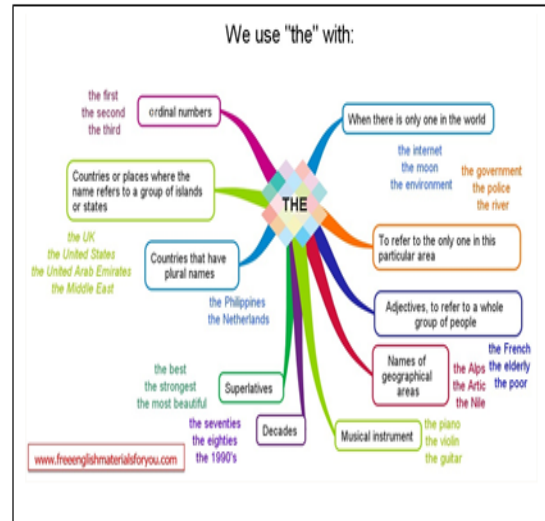 We use "the" with:
the first
the second
the third
ordinal numbers
Countries or places where the
name refers to a group of islands
or states
the UK
the United States
the United Arab Emirates
the Middle East
Countries that have
plural names
the Philippines
the Netherlands
the best
the strongest
the most beautiful
Superlatives
the seventies
the eighties
the 1990's
Decades
THE
When there is only one in the world
the internet
the moon
the environment
the government
the police
the river
To refer to the only one in this
particular area
Adjectives, to refer to a whole
group of people
the French
the elderly
the poor
Names of
geographical
areas
the Alps
the Artic
the Nile
Musical instrument
the piano
the violin
the guitar
www.freeenglishmaterialsforyou.com